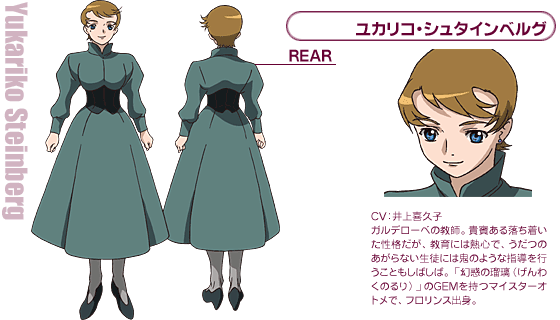 Yukariko Steinberg
ユカリコ・シュタインベルグ
REAR
CV：井上喜久子
ガルデローベの教師。貴賓ある落ち着い
た性格だが、教育には熱心で、うだつの
あがらない生徒には鬼のような指導を行
うこともしばしば。「幻惑の瑠璃（げんわ
くのるり）」のGEMを持つマイスターオ
トメで、フロリンス出身。